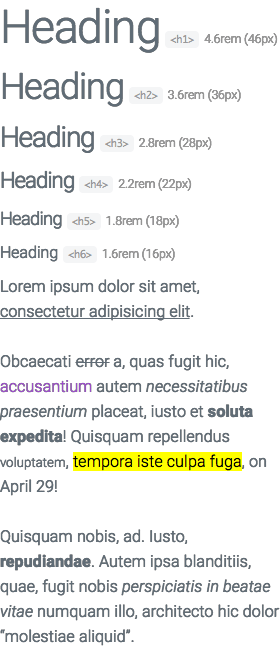 Heading <h1> 4.6rem (46px)
Heading <h2> 3.6rem (36px)
Heading <h3> 2.8rem (28px)
Heading <h4> 2.2rem (22px)
Heading <h5> 1.8rem (18px)
Heading <h6> 1.6rem (16px)
Lorem ipsum dolor sit amet,
consectetur adipisicing elit.
Obcaecati error a, quas fugit hic,
accusantium autem necessitatibus
praesentium placeat, iusto et soluta
expedita! Quisquam repellendus
voluptatem, tempora iste culpa fuga, on
April 29!
Quisquam nobis, ad. Iusto,
repudiandae. Autem ipsa blanditiis,
quae, fugit nobis perspiciatis in beatae
vitae numquam illo, architecto hic dolor
“molestiae aliquid”.